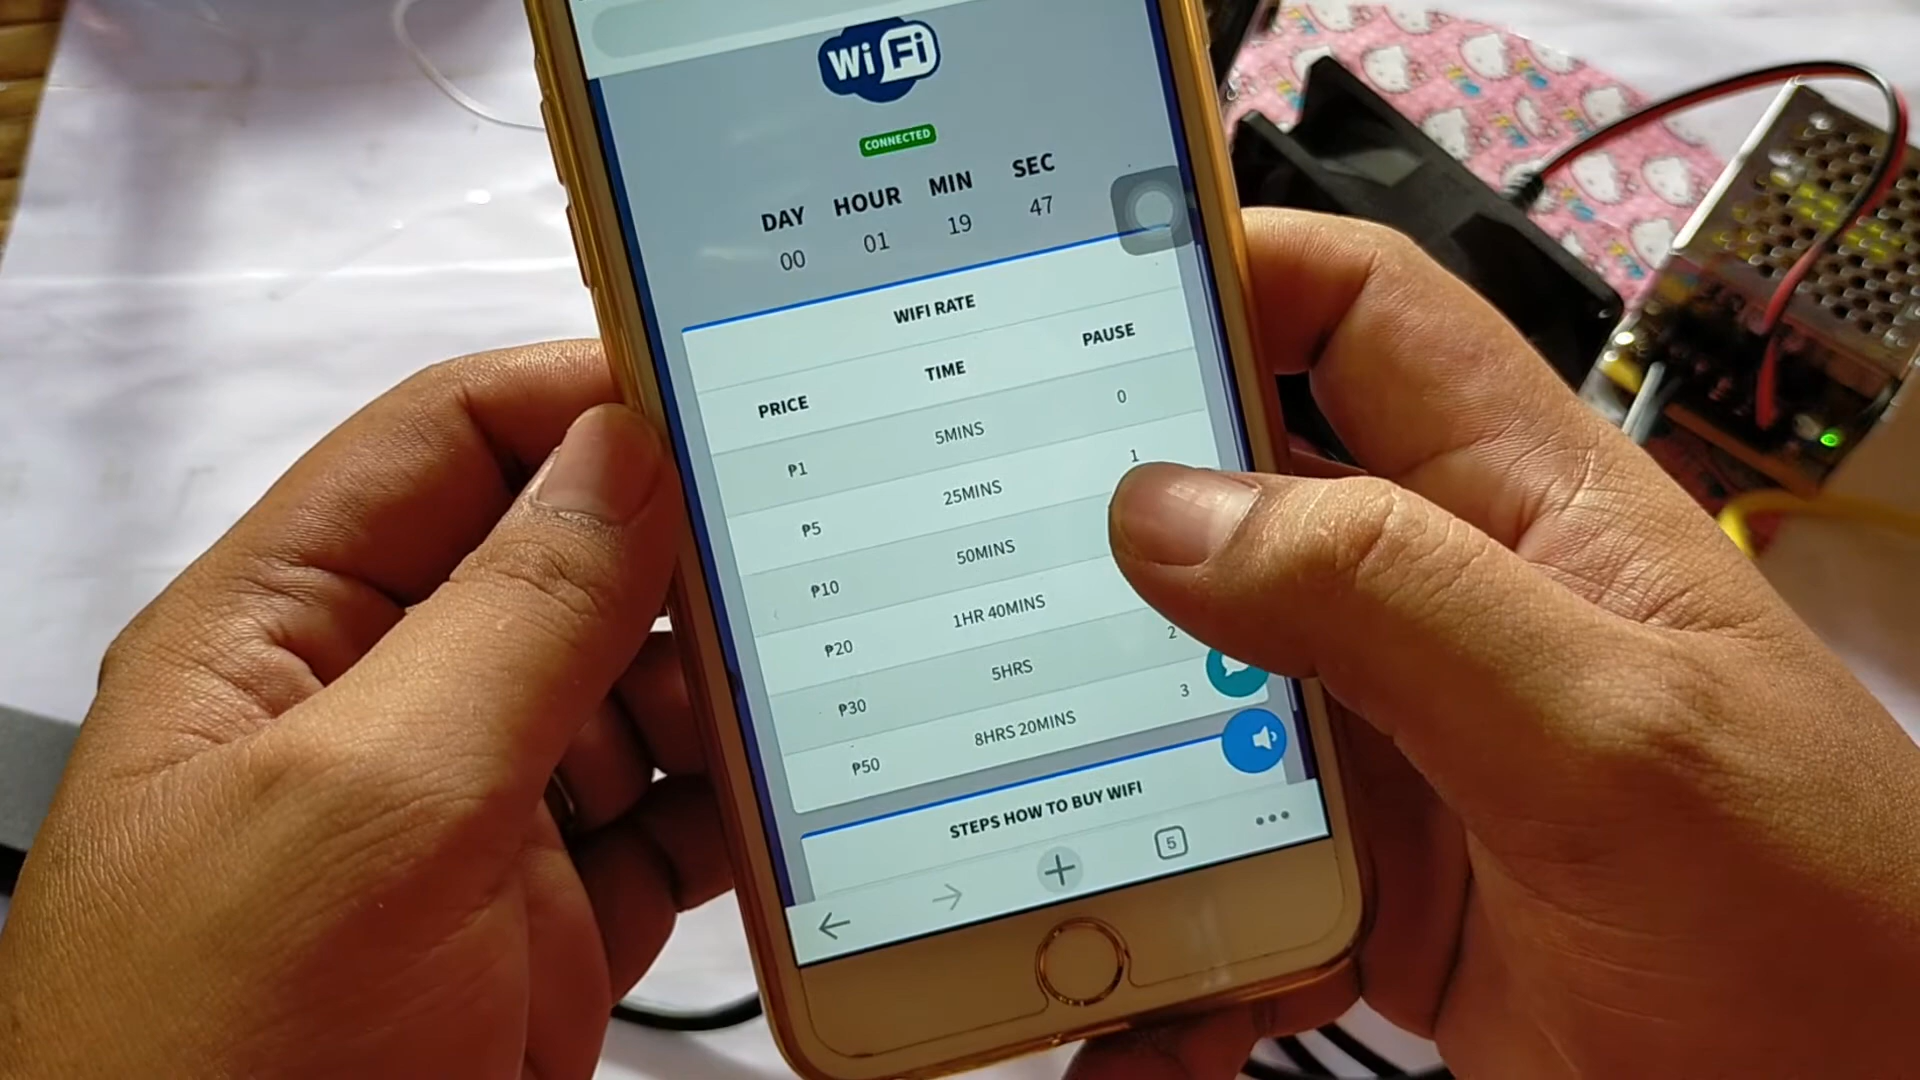 Wi Fi
CONNECTED
DAY HOUR MIN SEC
00 01 19 47
WIFI RATE
PRICE TIME PAUSE
₱1 5MINS 0
₱5 25MINS 1
₱10 50MINS
₱20 1HR 40MINS
₱30 5HRS 2
₱50 8HRS 20MINS 3
STEPS HOW TO BUY WIFI
5